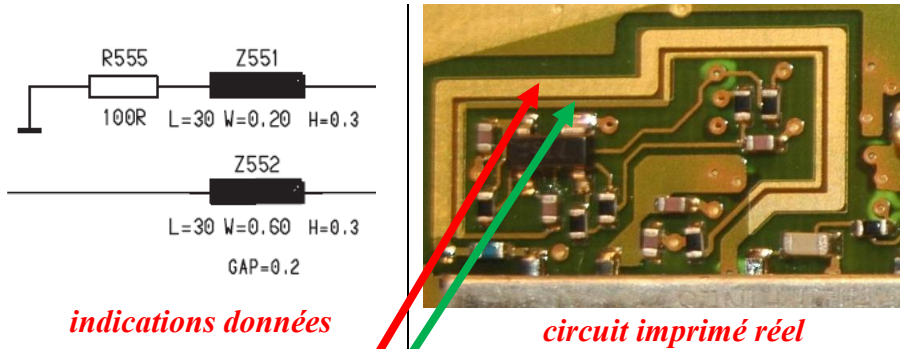 R555
Z551
100R
L=30 W=0.20 H=0.3
Z552
L=30 W=0.60 H=0.3
GAP=0.2
indications données
circuit imprimé réel